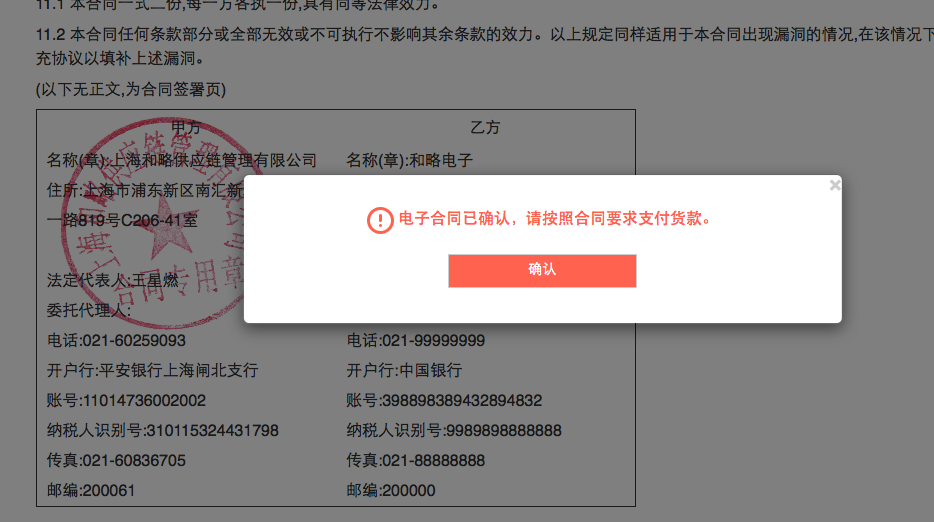 11.1 本合同一式二份,每一方各执一份,具有同等法律效力。
11.2 本合同任何条款部分或全部无效或不可执行不影响其余条款的效力。以上规定同样适用于本合同出现漏洞的情况,在该情况下
充协议以填补上述漏洞。
(以下无正文,为合同签署页)
甲方 乙方
名称(章):上海和略供应链管理有限公司 名称(章):和略电子
住所:上海市浦东新区南汇新
一路819号C206-41室
电子合同已确认，请按照合同要求支付货款。
确认
法定代表人:王星燃
委托代理人:
电话:021-60259093 电话:021-99999999
开户行:平安银行上海闸北支行 开户行:中国银行
账号:11014736002002 账号:398898389432894832
纳税人识别号:310115324431798 纳税人识别号:9989898888888
传真:021-60836705 传真:021-88888888
邮编:200061 邮编:200000
合同专用章